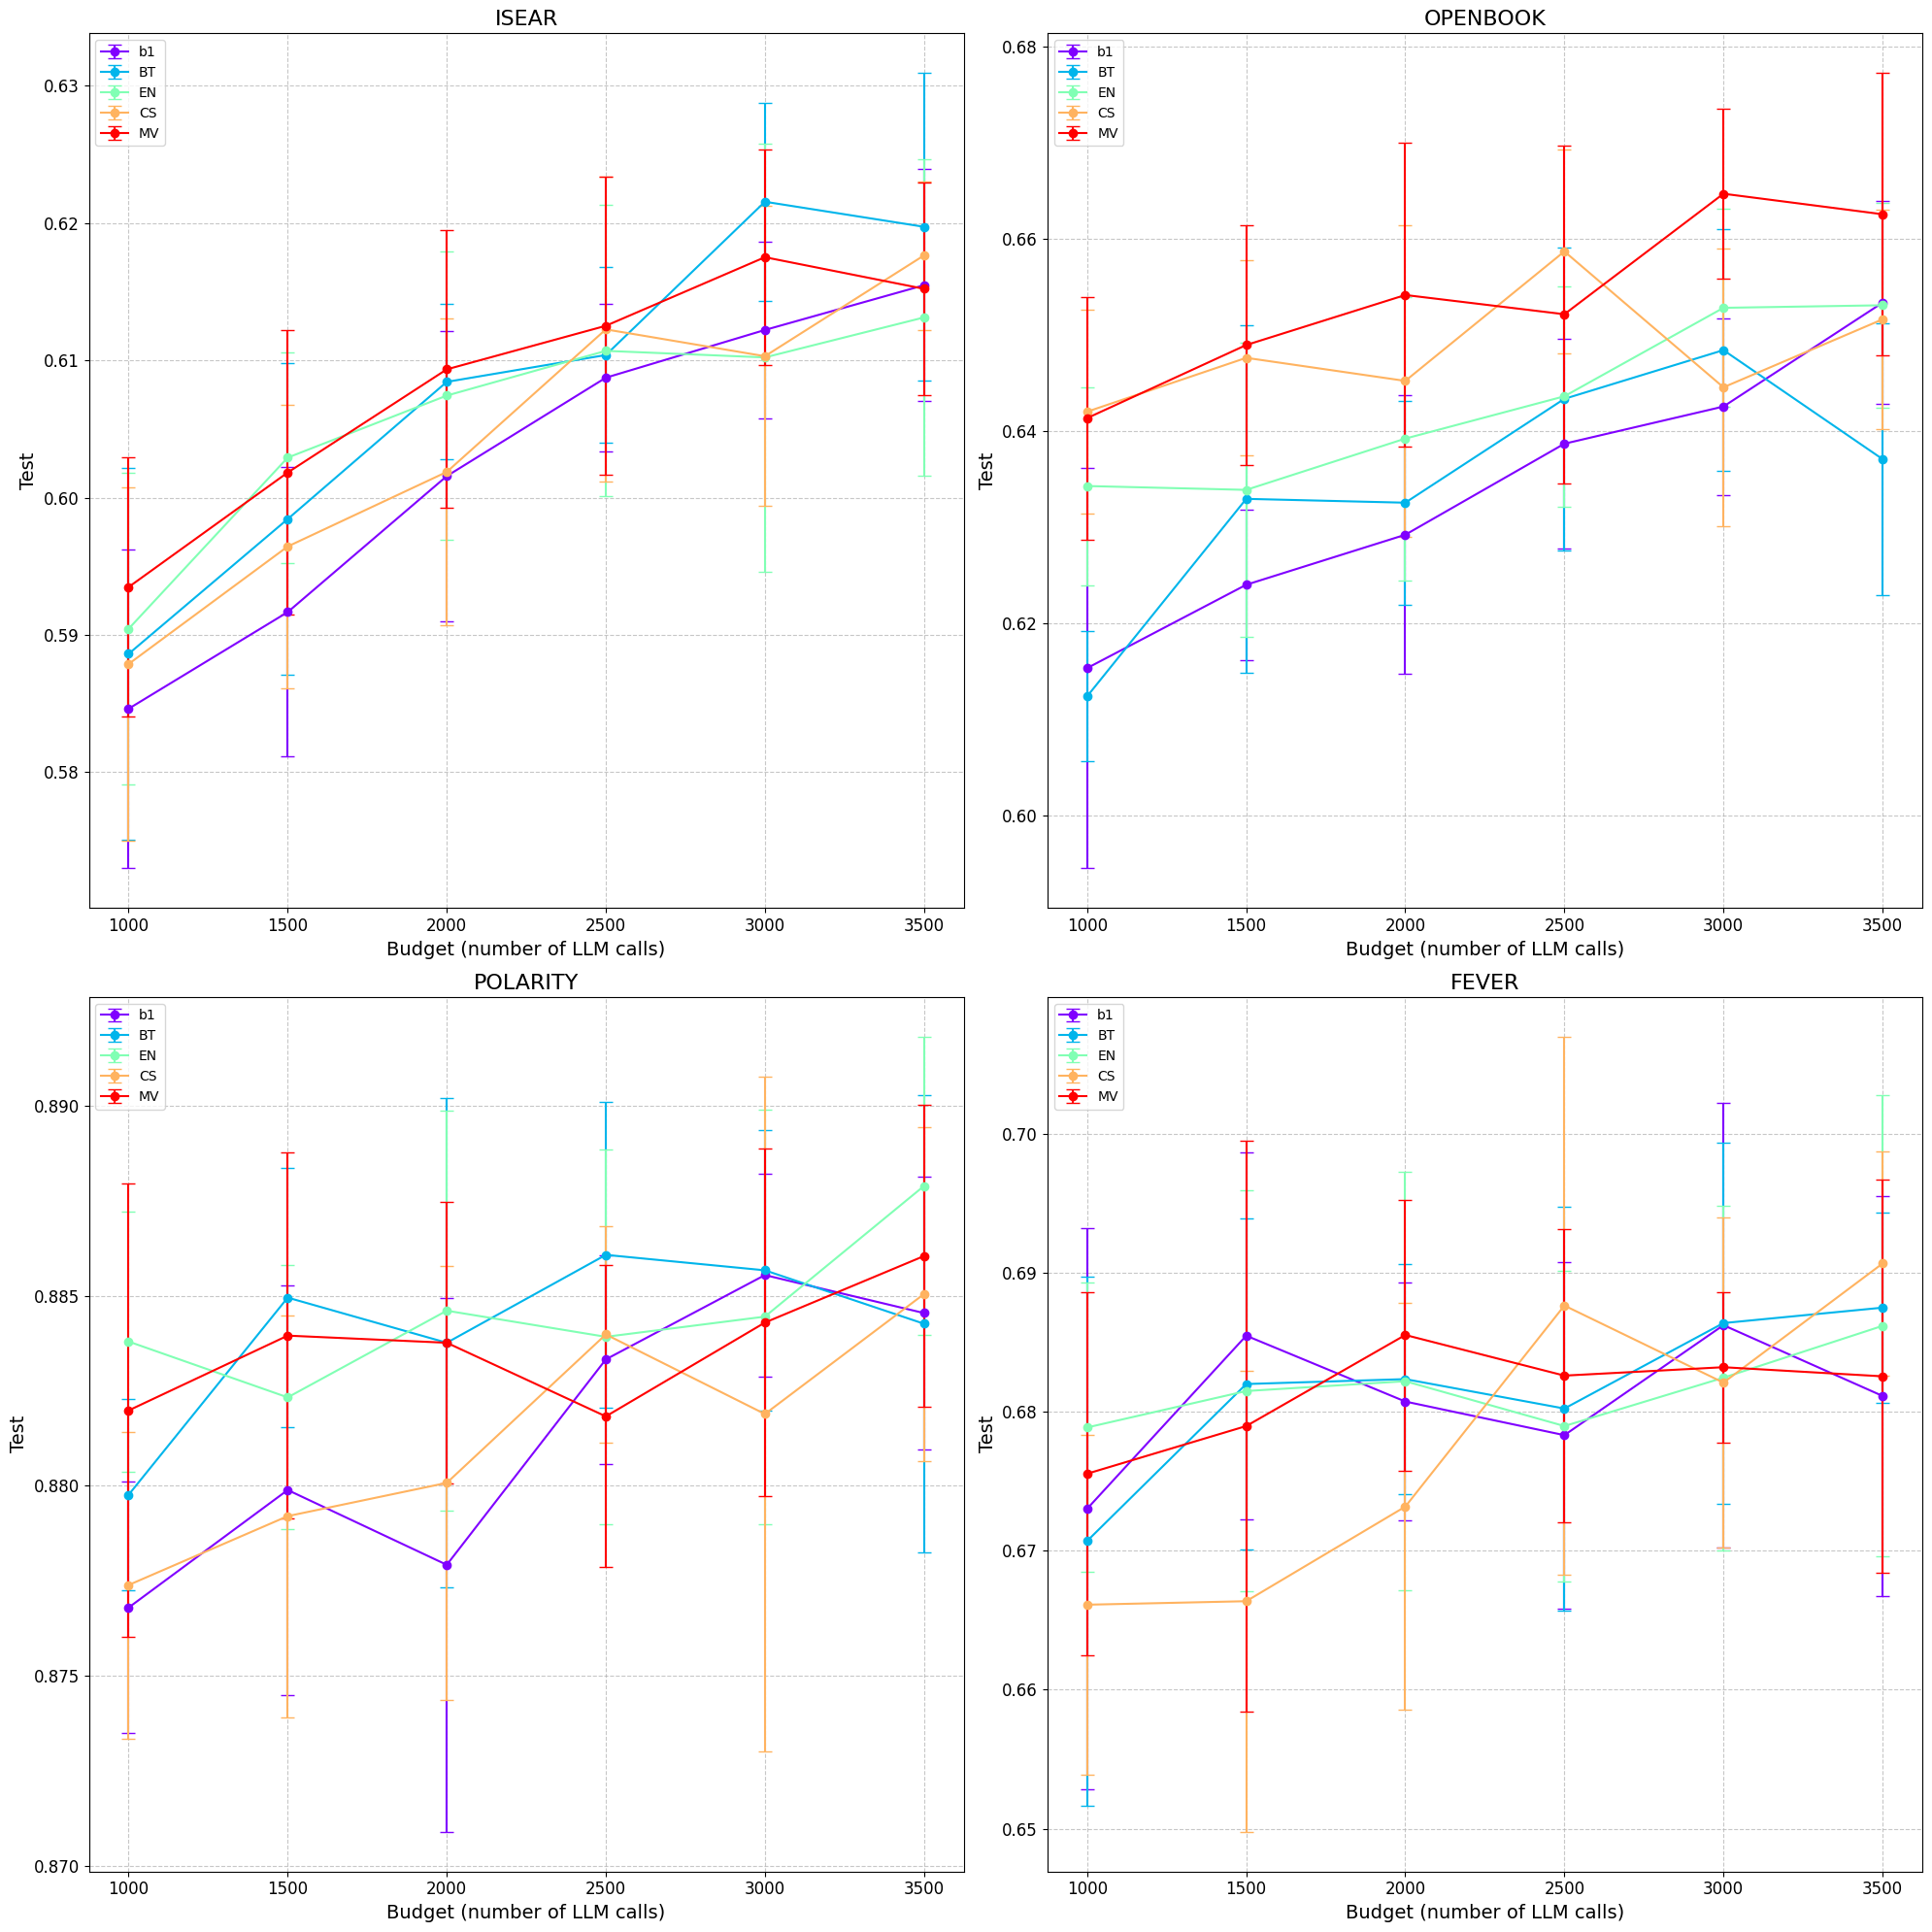 ISEAR
b1
BT
EN
CS
MV
0.63
0.62
0.61
0.60
0.59
0.58
Test
1000 1500 2000 2500 3000 3500
Budget (number of LLM calls)
OPENBOOK
b1
BT
EN
CS
MV
0.68
0.66
0.64
0.62
0.60
Test
1000 1500 2000 2500 3000 3500
Budget (number of LLM calls)
POLARITY
b1
BT
EN
CS
MV
0.890
0.885
0.880
0.875
0.870
Test
1000 1500 2000 2500 3000 3500
Budget (number of LLM calls)
FEVER
b1
BT
EN
CS
MV
0.70
0.69
0.68
0.67
0.66
0.65
Test
1000 1500 2000 2500 3000 3500
Budget (number of LLM calls)